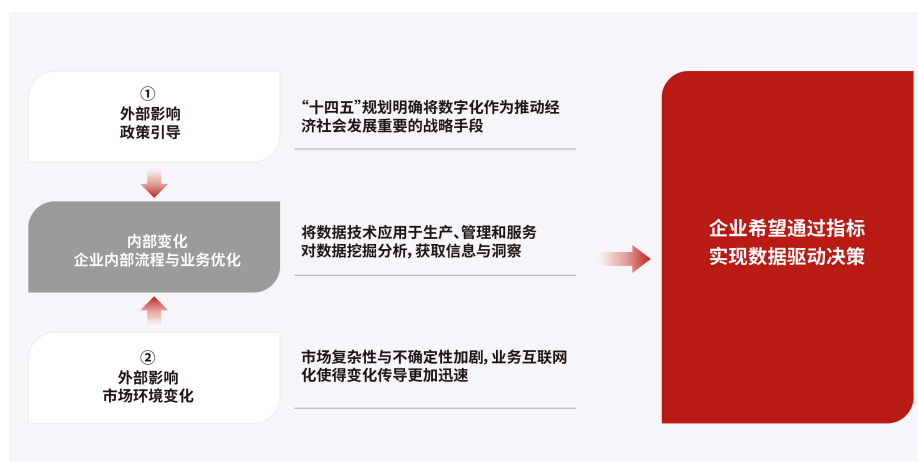 ①
外部影响
政策引导
“十四五”规划明确将数字化作为推动经
济社会发展重要的战略手段
内部变化
企业内部流程与业务优化
将数据技术应用于生产、管理和服务
对数据挖掘分析, 获取信息与洞察
②
外部影响
市场环境变化
市场复杂性与不确定性加剧, 业务互联网
化使得变化传导更加迅速
企业希望通过指标
实现数据驱动决策